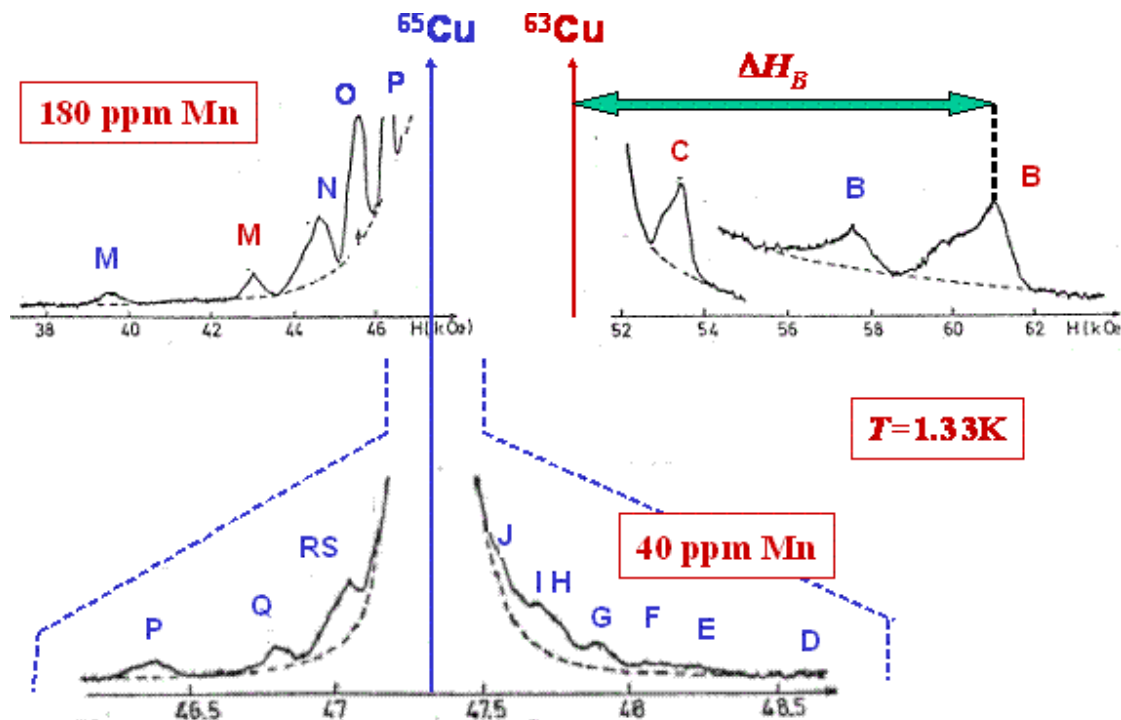 65Cu 63Cu
ΔH_B
180 ppm Mn
O P
N
M M
C
B B
38 40 42 44 46 H(kOe)
52 54 56 58 60 62 H(kOe
T=1.33K
40 ppm Mn
RS
Q
P
J
I H
G F E D
46.5 47 47.5 48 48.5